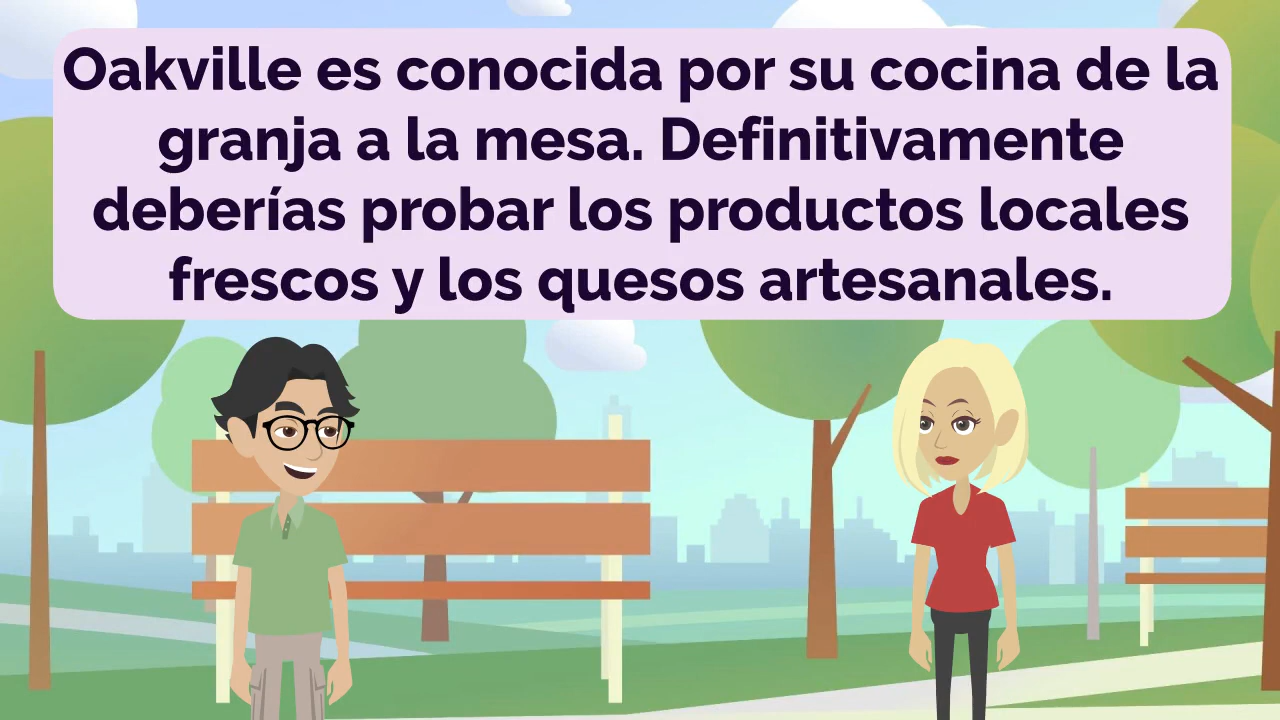 Oakville es conocida por su cocina de la
granja a la mesa. Definitivamente
deberías probar los productos locales
frescos y los quesos artesanales.